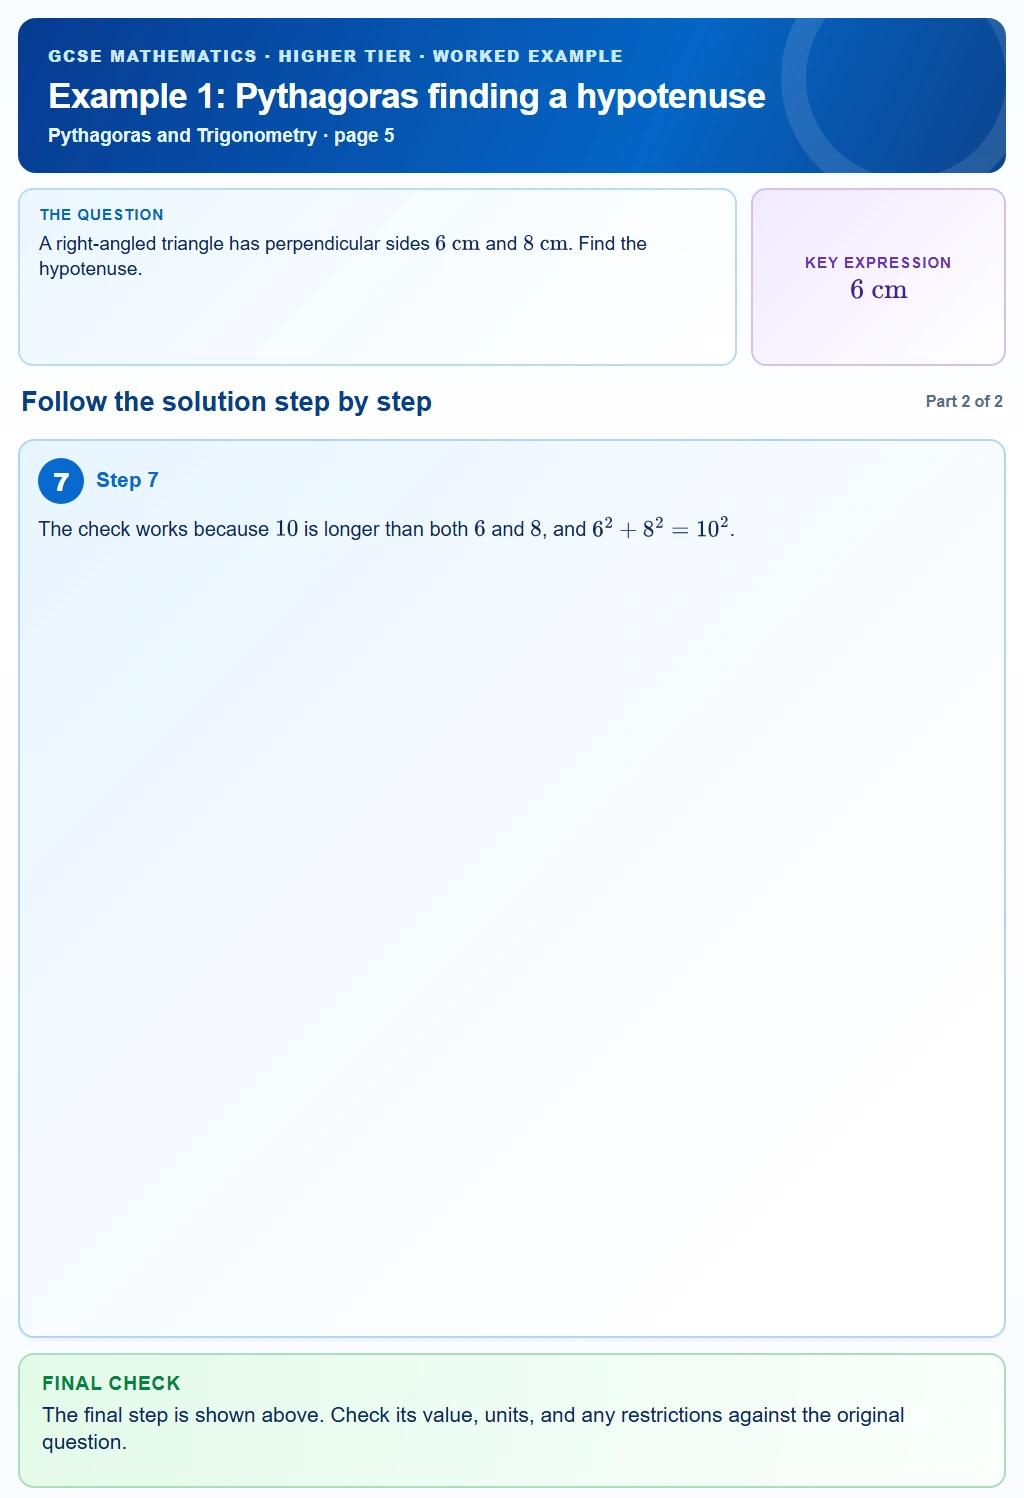 GCSE MATHEMATICS · HIGHER TIER · WORKED EXAMPLE
Example 1: Pythagoras finding a hypotenuse
Pythagoras and Trigonometry · page 5
THE QUESTION
A right-angled triangle has perpendicular sides 6 cm and 8 cm. Find the
hypotenuse.
KEY EXPRESSION
6 cm
Follow the solution step by step
Part 2 of 2
7 Step 7
The check works because 10 is longer than both 6 and 8, and 6² + 8² = 10².
FINAL CHECK
The final step is shown above. Check its value, units, and any restrictions against the original
question.